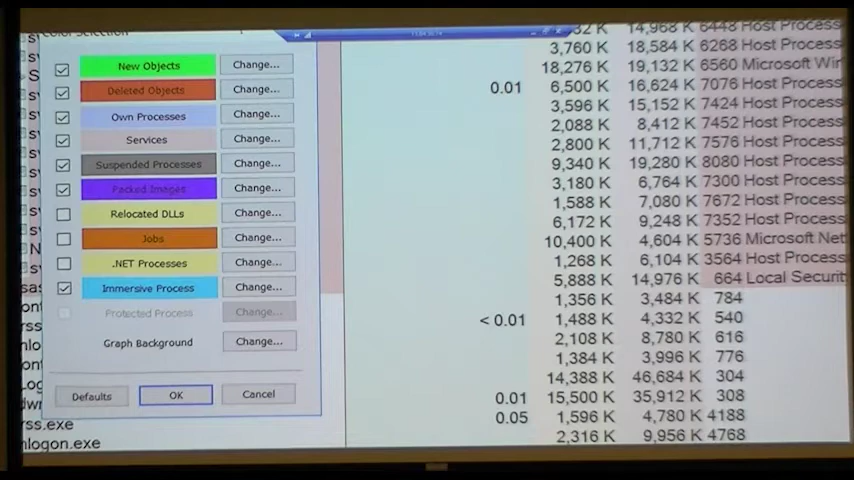 Color Selection
New Objects Change...
Deleted Objects Change...
Own Processes Change...
Services Change...
Suspended Processes Change...
Packed Images Change...
Relocated DLLs Change...
Jobs Change...
.NET Processes Change...
Immersive Process Change...
Protected Process Change...
Graph Background Change...
Defaults OK Cancel
rss.exe
nlogon.exe
32 K 14,968 K 6448 Host Process
3,760 K 18,584 K 6268 Host Process
18,276 K 19,132 K 6560 Microsoft Win
0.01 6,500 K 16,624 K 7076 Host Process
3,596 K 15,152 K 7424 Host Process
2,088 K 8,412 K 7452 Host Process
2,800 K 11,712 K 7576 Host Process
9,340 K 19,280 K 8080 Host Process
3,180 K 6,764 K 7300 Host Process
1,588 K 7,080 K 7672 Host Process
6,172 K 9,248 K 7352 Host Process
10,400 K 4,604 K 5736 Microsoft Net
1,268 K 6,104 K 3564 Host Process
5,888 K 14,976 K 664 Local Securit
1,356 K 3,484 K 784
< 0.01 1,488 K 4,332 K 540
2,108 K 8,780 K 616
1,384 K 3,996 K 776
14,388 K 46,684 K 304
0.01 15,500 K 35,912 K 308
0.05 1,596 K 4,780 K 4188
2,316 K 9,956 K 4768